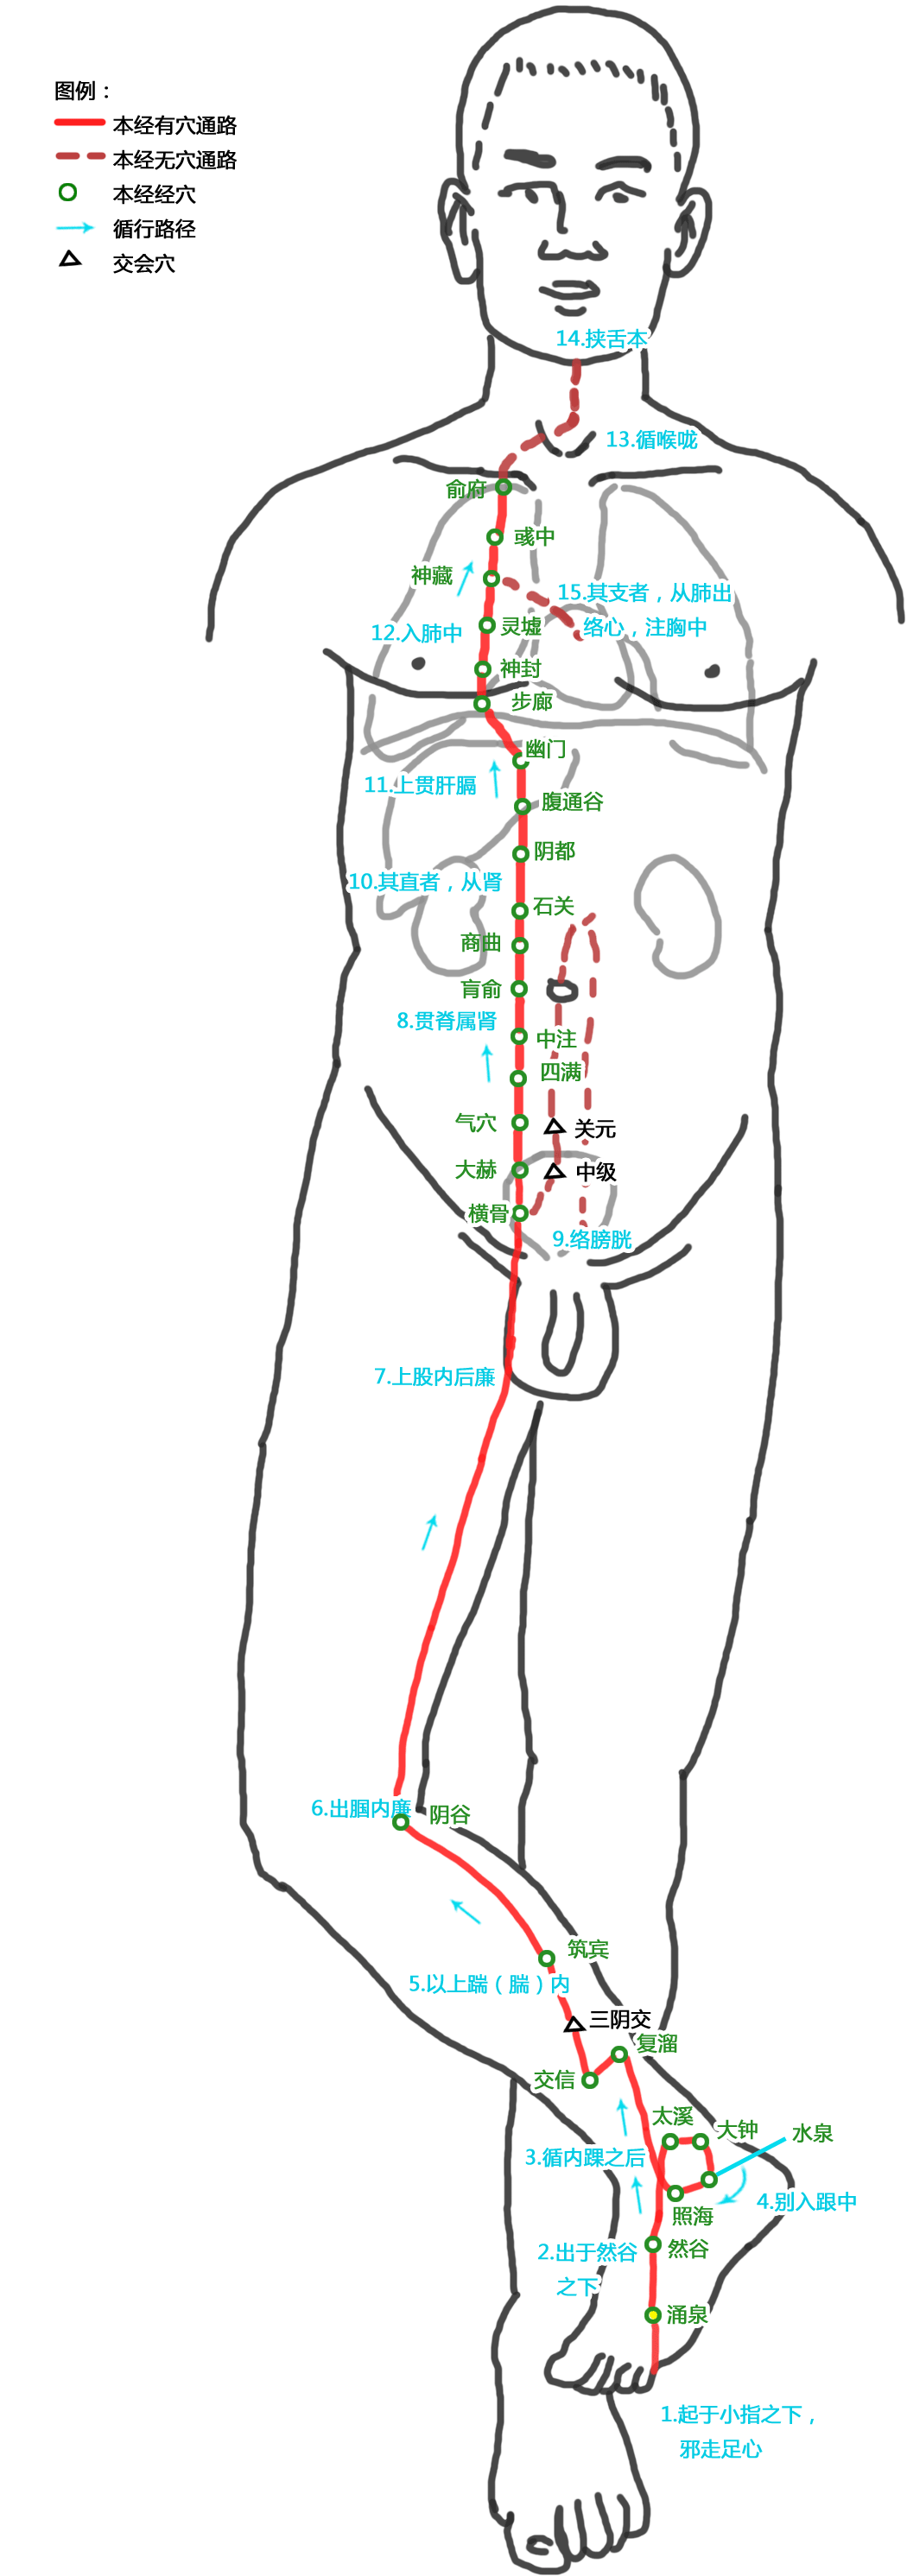 图例：
本经有穴通路
本经无穴通路
本经经穴
循行路径
交会穴
14.挟舌本
13.循喉咙
俞府
彧中
神藏
15.其支者，从肺出
络心，注胸中
12.入肺中
灵墟
神封
步廊
幽门
11.上贯肝膈
腹通谷
阴都
10.其直者，从肾
石关
商曲
肓俞
8.贯脊属肾
中注
四满
气穴
关元
大赫
中级
横骨
9.络膀胱
7.上股内后廉
6.出腘内廉
阴谷
筑宾
5.以上踹（腨）内
三阴交
复溜
交信
太溪
大钟
水泉
3.循内踝之后
4.别入跟中
照海
2.出于然谷
之下
然谷
涌泉
1.起于小指之下，
邪走足心